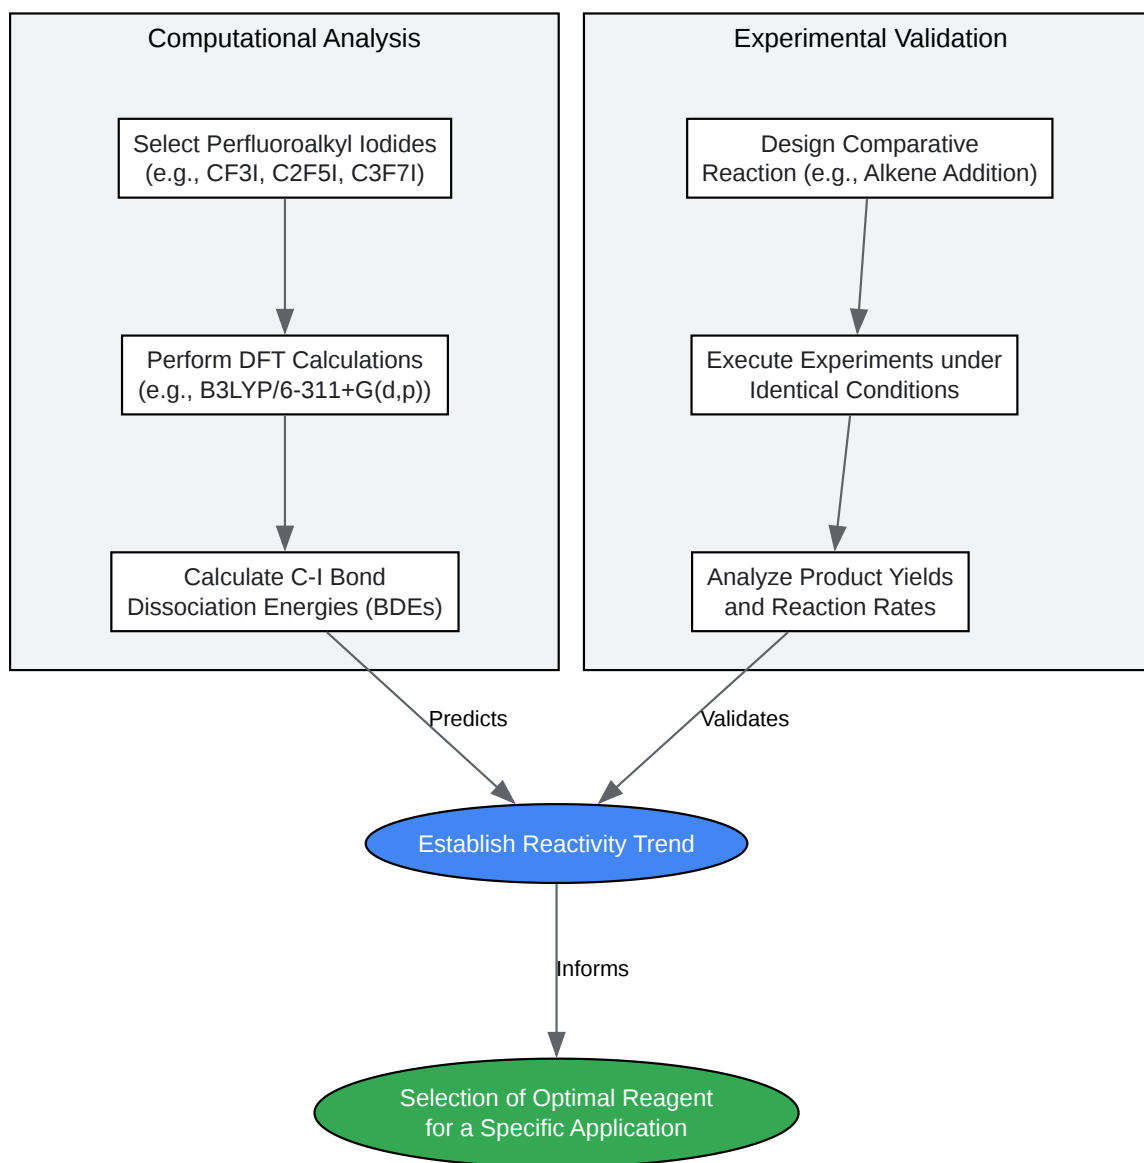 Computational Analysis
Select Perfluoroalkyl Iodides
(e.g., CF3I, C2F5I, C3F7I)
Perform DFT Calculations
(e.g., B3LYP/6-311+G(d,p))
Calculate C-I Bond
Dissociation Energies (BDEs)
Experimental Validation
Design Comparative
Reaction (e.g., Alkene Addition)
Execute Experiments under
Identical Conditions
Analyze Product Yields
and Reaction Rates
Predicts
Validates
Establish Reactivity Trend
Informs
Selection of Optimal Reagent
for a Specific Application